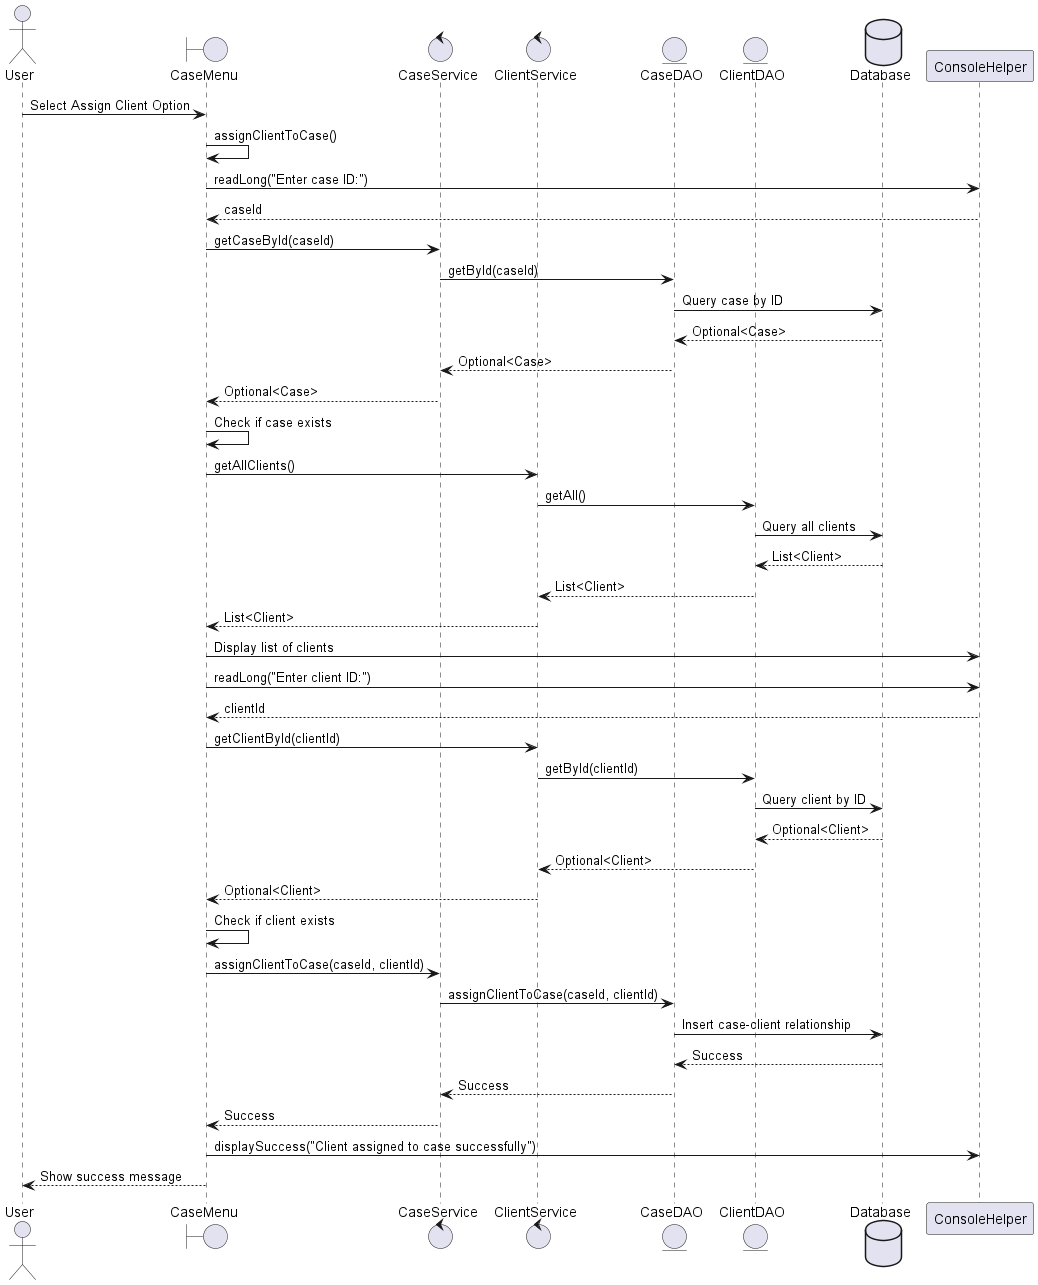 User
CaseMenu
CaseService
ClientService
CaseDAO
ClientDAO
Database
ConsoleHelper
Select Assign Client Option
assignClientToCase()
readLong("Enter case ID:")
caseId
getCaseById(caseId)
getById(caseId)
Query case by ID
Optional<Case>
Optional<Case>
Optional<Case>
Check if case exists
getAllClients()
getAll()
Query all clients
List<Client>
List<Client>
List<Client>
Display list of clients
readLong("Enter client ID:")
clientId
getClientById(clientId)
getById(clientId)
Query client by ID
Optional<Client>
Optional<Client>
Optional<Client>
Check if client exists
assignClientToCase(caseId, clientId)
assignClientToCase(caseId, clientId)
Insert case-client relationship
Success
Success
Success
displaySuccess("Client assigned to case successfully")
Show success message
User
CaseMenu
CaseService
ClientService
CaseDAO
ClientDAO
Database
ConsoleHelper